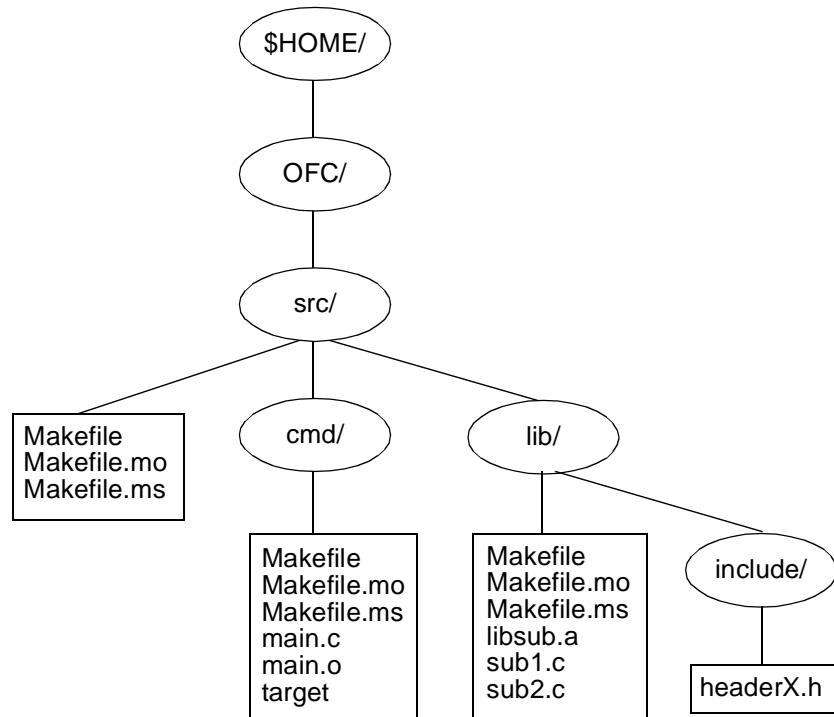 $HOME/
OFC/
src/
Makefile
Makefile.mo
Makefile.ms
cmd/
lib/
Makefile
Makefile.mo
Makefile.ms
main.c
main.o
target
Makefile
Makefile.mo
Makefile.ms
libsub.a
sub1.c
sub2.c
include/
headerX.h